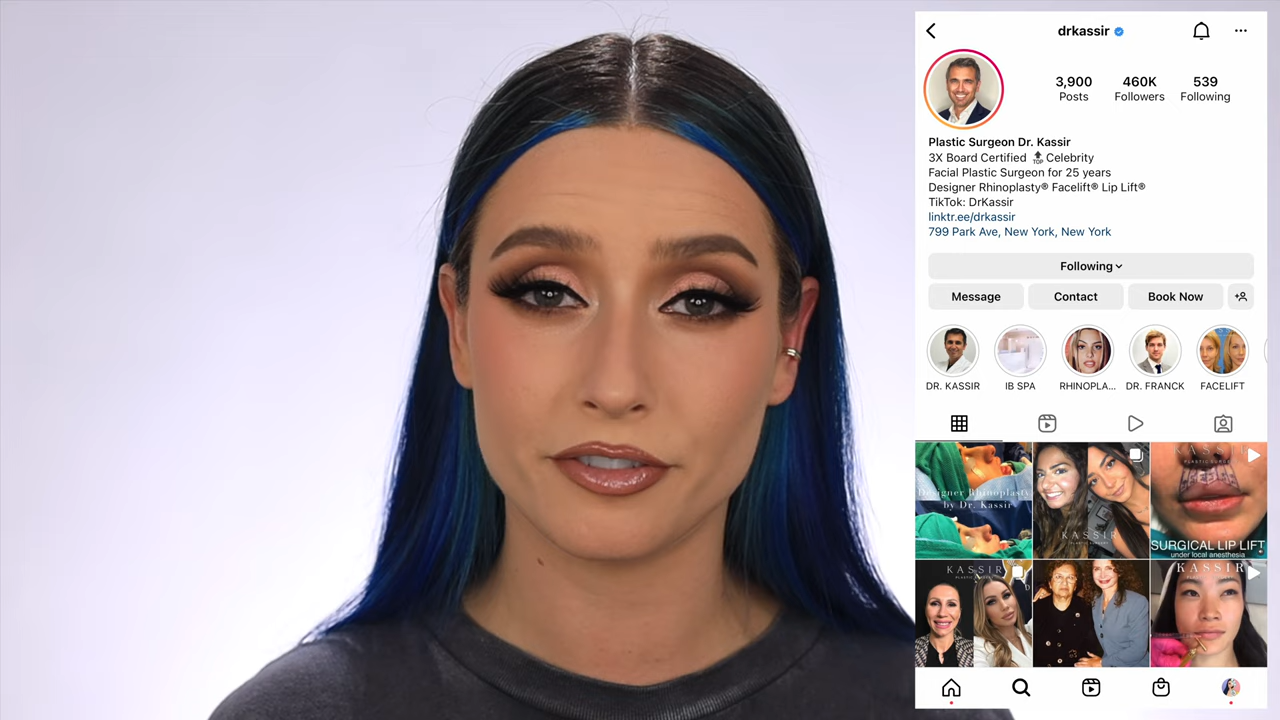 drkassir
3,900 460K 539
Posts Followers Following
Plastic Surgeon Dr. Kassir
3X Board Certified 🔝 Celebrity
Facial Plastic Surgeon for 25 years
Designer Rhinoplasty® Facelift® Lip Lift®
TikTok: DrKassir
linktr.ee/drkassir
799 Park Ave, New York, New York
Following
Message Contact Book Now
DR. KASSIR IB SPA RHINOPLA... DR. FRANCK FACELIFT
Designer Rhinoplasty
by Dr. Kassir
KASSIR
KASSIR
SURGICAL LIP LIFT
under local anesthesia
KASSIR
KASSIR